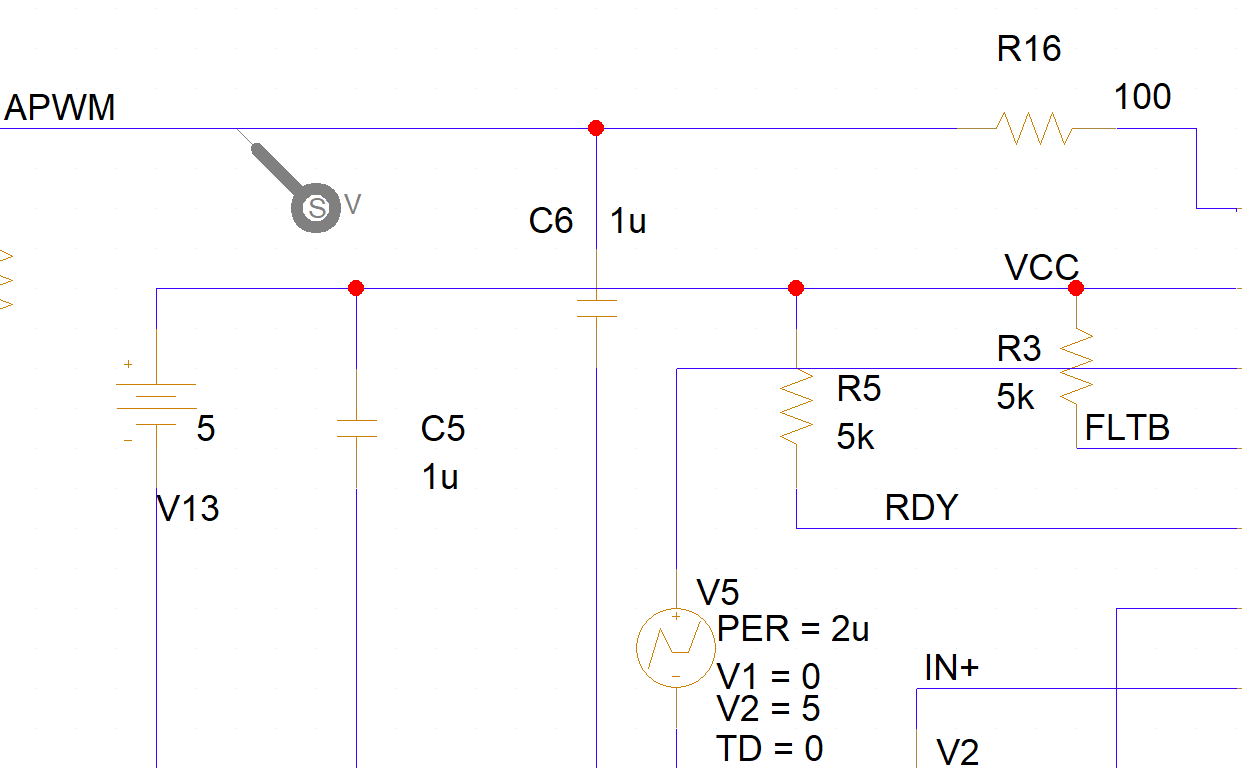 R16
100
APWM
S V
C6 1u
VCC
+
R3
5k
R5
5k
5
C5
1u
FLTB
-
V13
RDY
V5
+
PER = 2u
-
V1 = 0
V2 = 5
TD = 0
IN+
V2